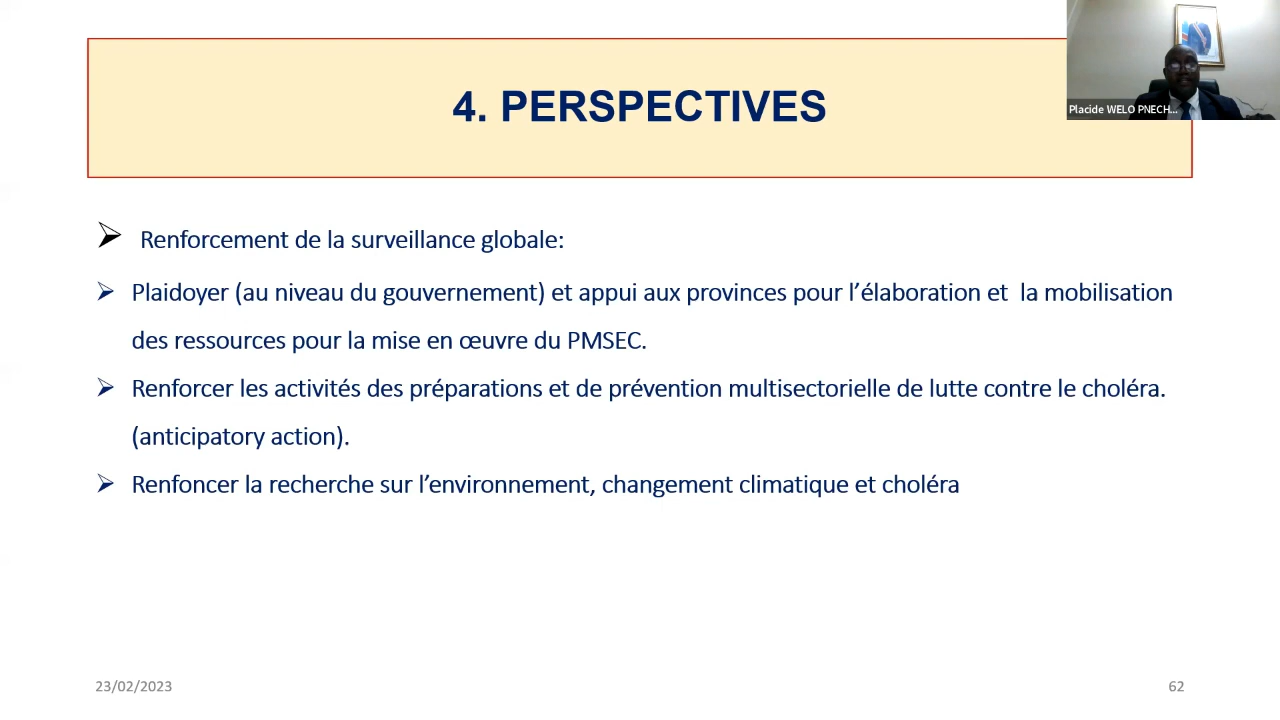 4. PERSPECTIVES
Placide WELO PNECH...
Renforcement de la surveillance globale:
Plaidoyer (au niveau du gouvernement) et appui aux provinces pour l’élaboration et la mobilisation
des ressources pour la mise en œuvre du PMSEC.
Renforcer les activités des préparations et de prévention multisectorielle de lutte contre le choléra.
(anticipatory action).
Renfoncer la recherche sur l’environnement, changement climatique et choléra
23/02/2023
62